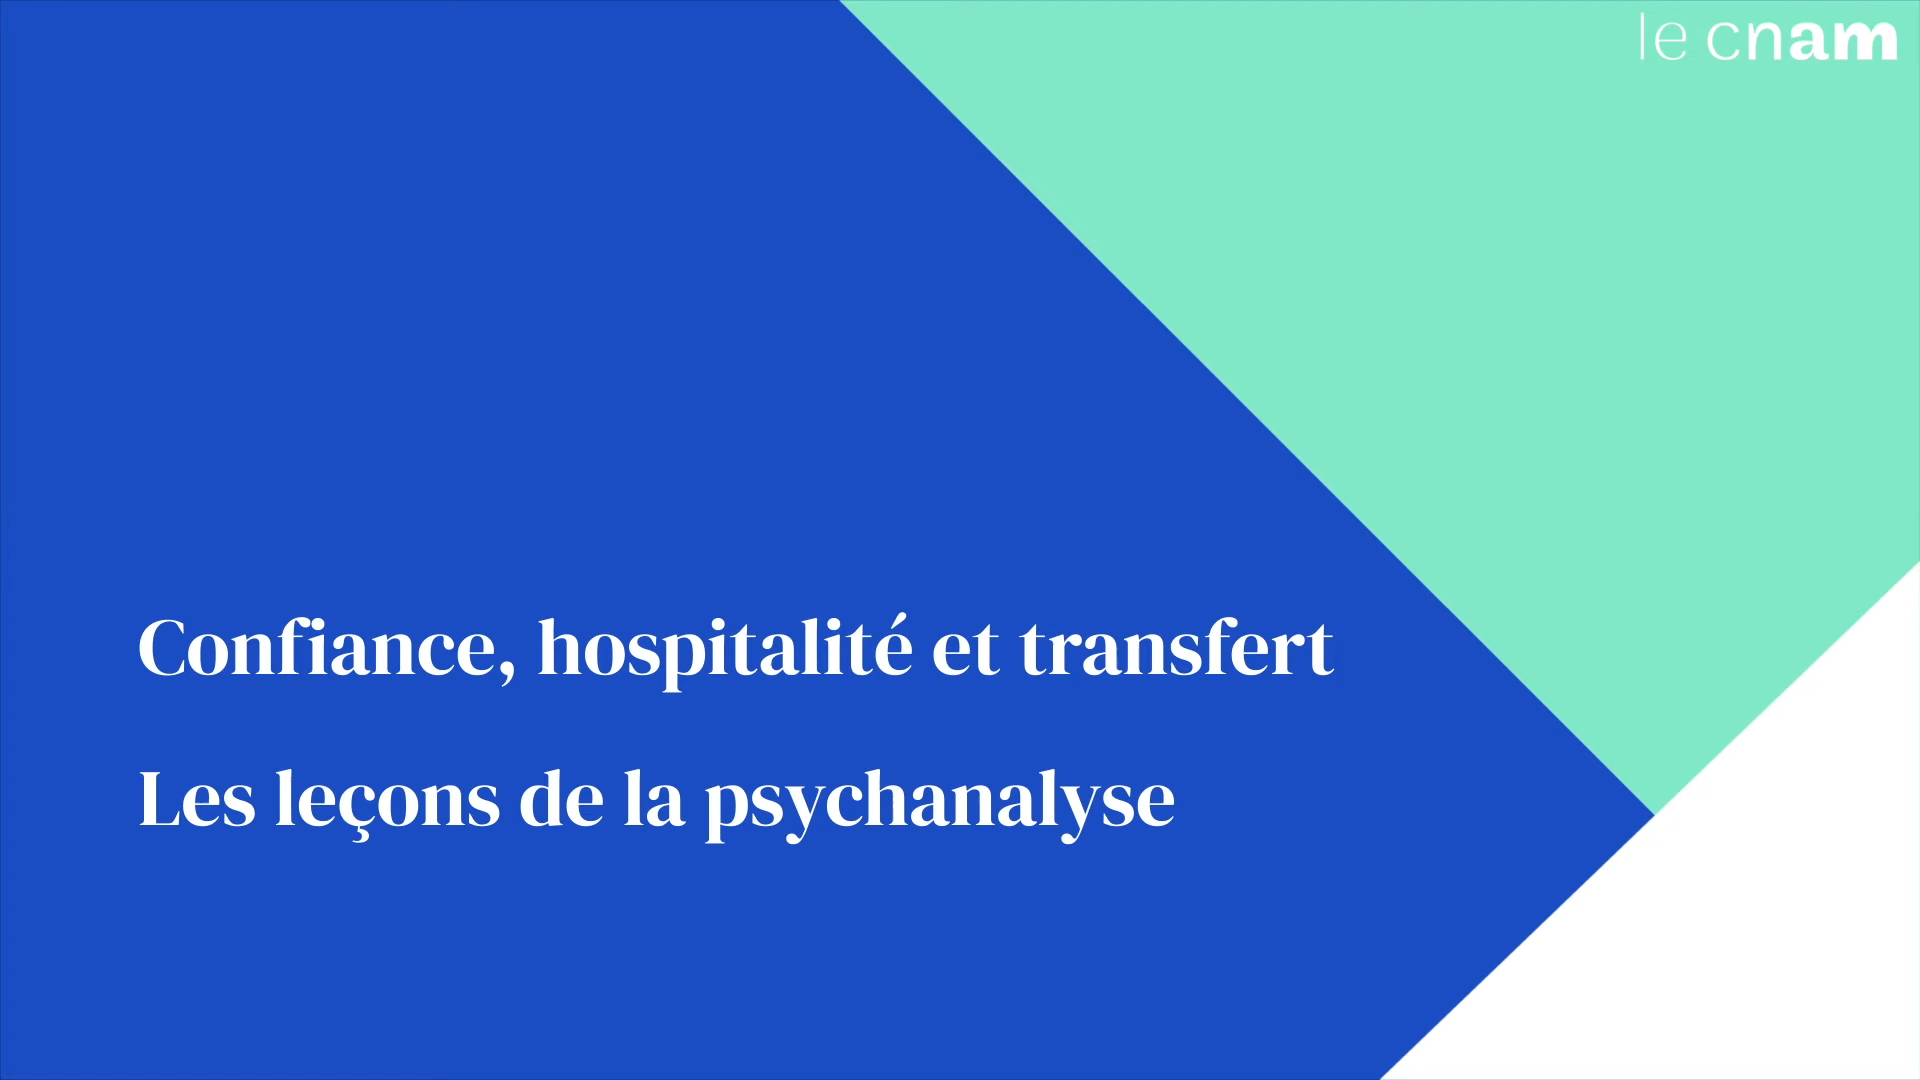 le cnam
Confiance, hospitalité et transfert
Les leçons de la psychanalyse